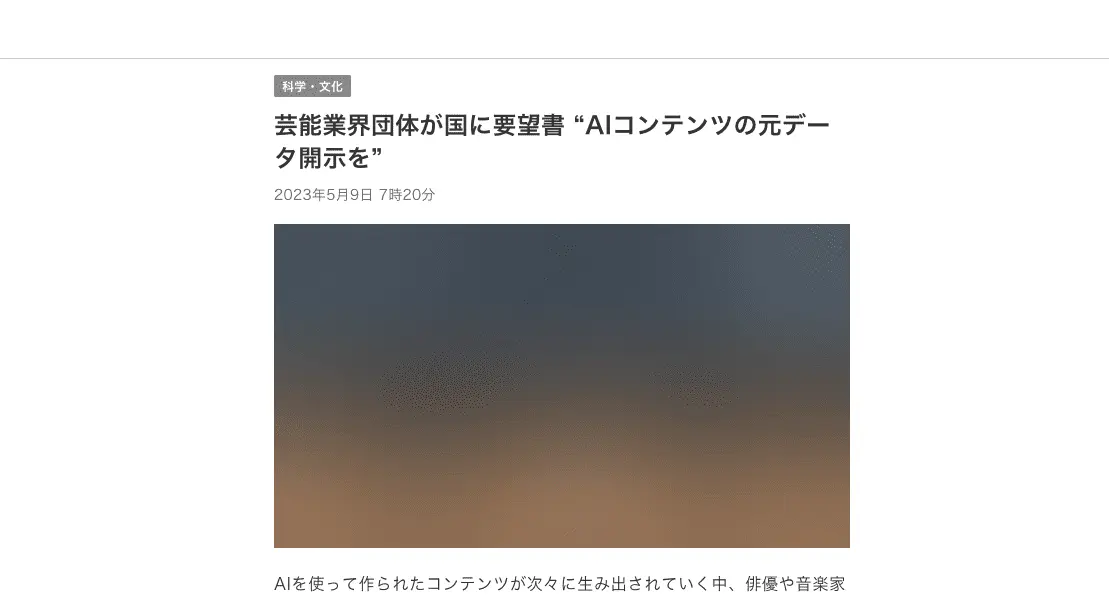 科学・文化
芸能業界団体が国に要望書 “AIコンテンツの元デー
タ開示を”
2023年5月9日 7時20分
AIを使って作られたコンテンツが次々に生み出されていく中、俳優や音楽家